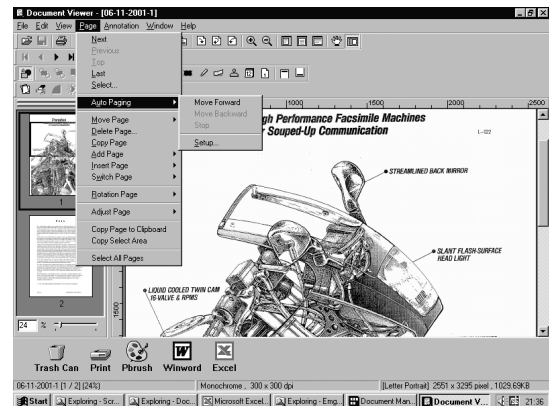 Document Viewer - [06-11-2001-1]
File Edit View Page Annotation Window Help
Next
Previous
Top
Last
Select...
Auto Paging
Move Page
Delete Page...
Copy Page
Add Page
Insert Page
Switch Page
Rotation Page
Adjust Page
Copy Page to Clipboard
Copy Select Area
Select All Pages
Move Forward
Move Backward
Stop
Setup...
1000 1500 2000 2500
gh Performance Facsimile Machines
r Souped-Up Communication
L-122
STREAMLINED BACK MIRROR
SLANT FLASH-SURFACE
HEAD LIGHT
LIQUID COOLED TWIN CAM
16-VALVE & RPMS
1500
1
2
24 %
Trash Can Print Pbrush Winword Excel
06-11-2001-1 [1 / 2] (24%) Monochrome, 300 x 300 dpi [Letter Portrait] 2551 x 3295 pixel, 1029.69KB
Start Exploring - Scr... Exploring - Doc... Microsoft Excel... Exploring - Emg... Document Man... Document V... 21:36